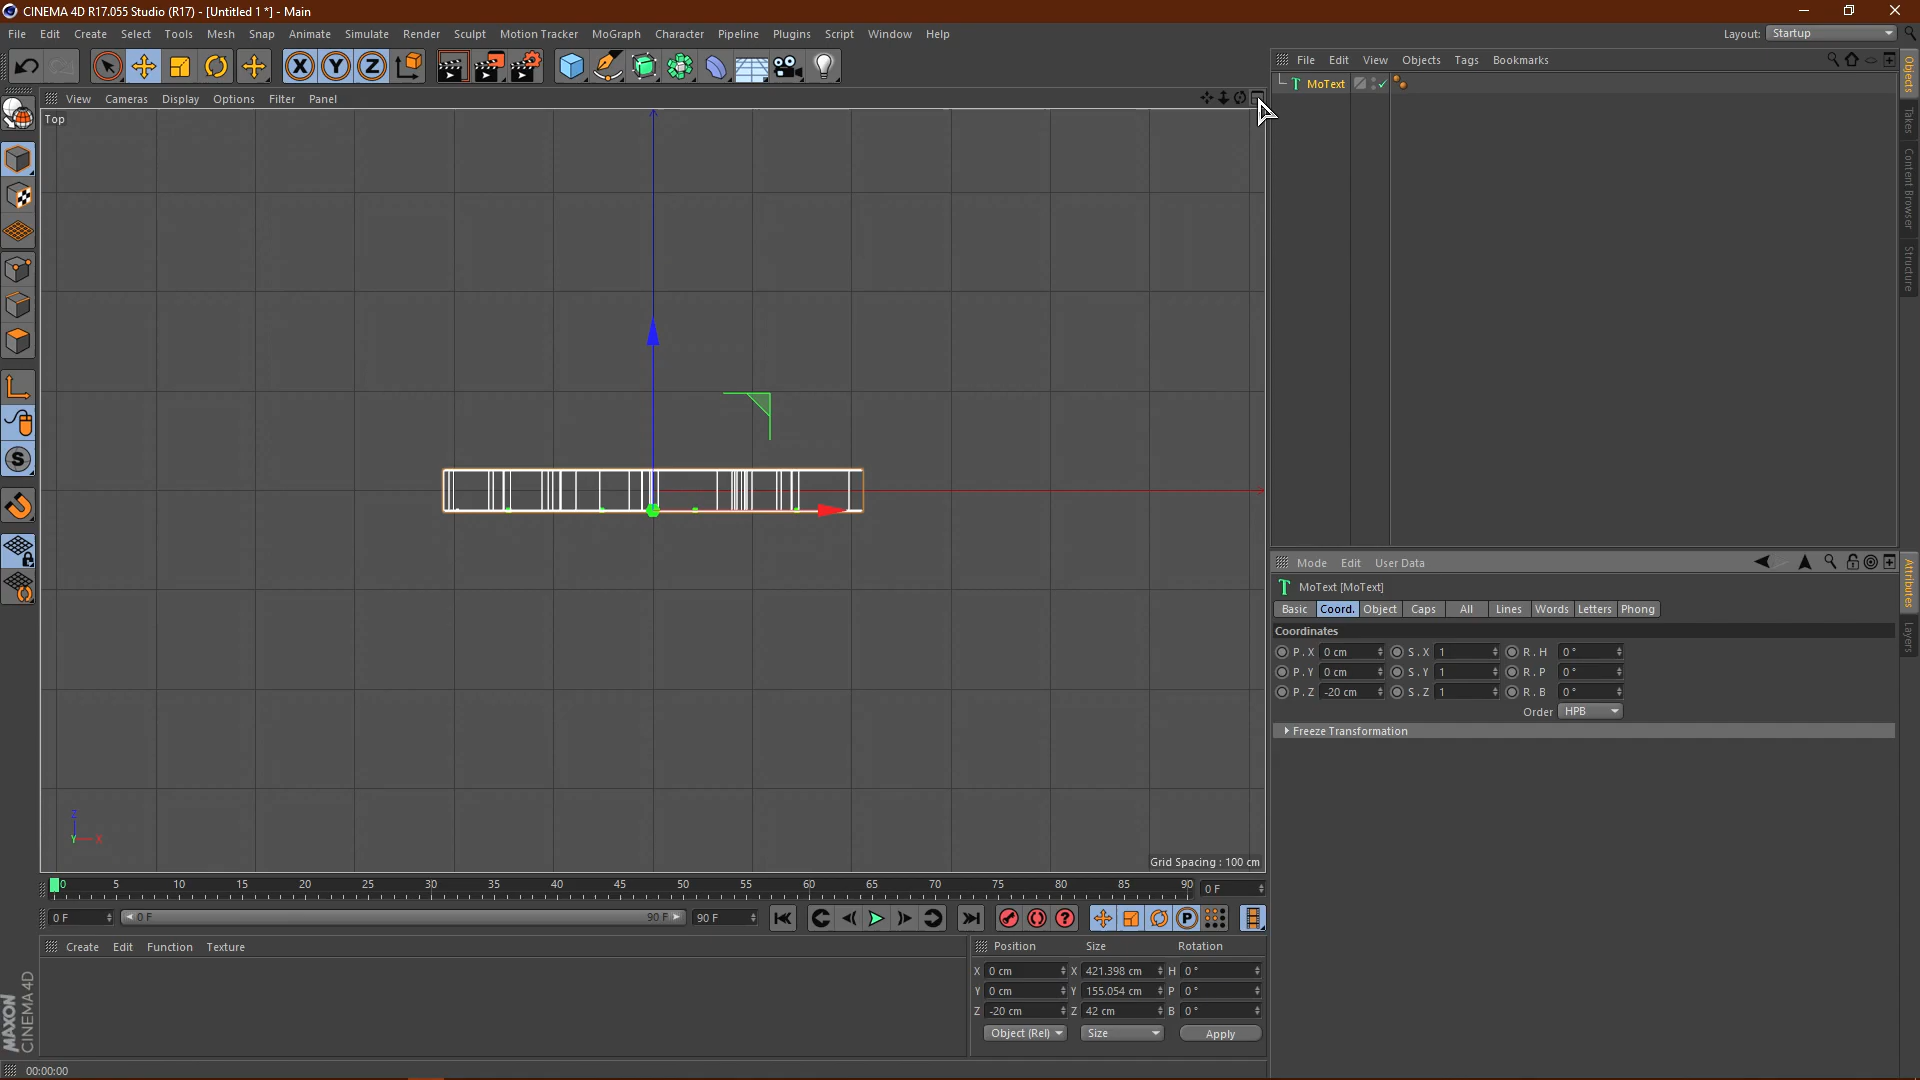 CINEMA 4D R17.055 Studio (R17) - [Untitled 1 *] - Main
File Edit Create Select Tools Mesh Snap Animate Simulate Render Sculpt Motion Tracker MoGraph Character Pipeline Plugins Script Window Help
Layout: Startup
X Y Z
File Edit View Objects Tags Bookmarks
MoText
View Cameras Display Options Filter Panel
Top
Objects
Takes
Content Browser
Structure
Mode Edit User Data
MoText [MoText]
Basic Coord. Object Caps All Lines Words Letters Phong
Coordinates
P . X 0 cm S . X 1 R . H 0 °
P . Y 0 cm S . Y 1 R . P 0 °
P . Z -20 cm S . Z 1 R . B 0 °
Order HPB
Freeze Transformation
Attributes
Layers
S
Z
Y X
Grid Spacing : 100 cm
0 5 10 15 20 25 30 35 40 45 50 55 60 65 70 75 80 85 90 0 F
0 F 0 F 90 F 90 F
P
Create Edit Function Texture
Position Size Rotation
X 0 cm X 421.398 cm H 0 °
Y 0 cm Y 155.054 cm P 0 °
Z -20 cm Z 42 cm B 0 °
Object (Rel) Size Apply
MAXON
CINEMA 4D
00:00:00